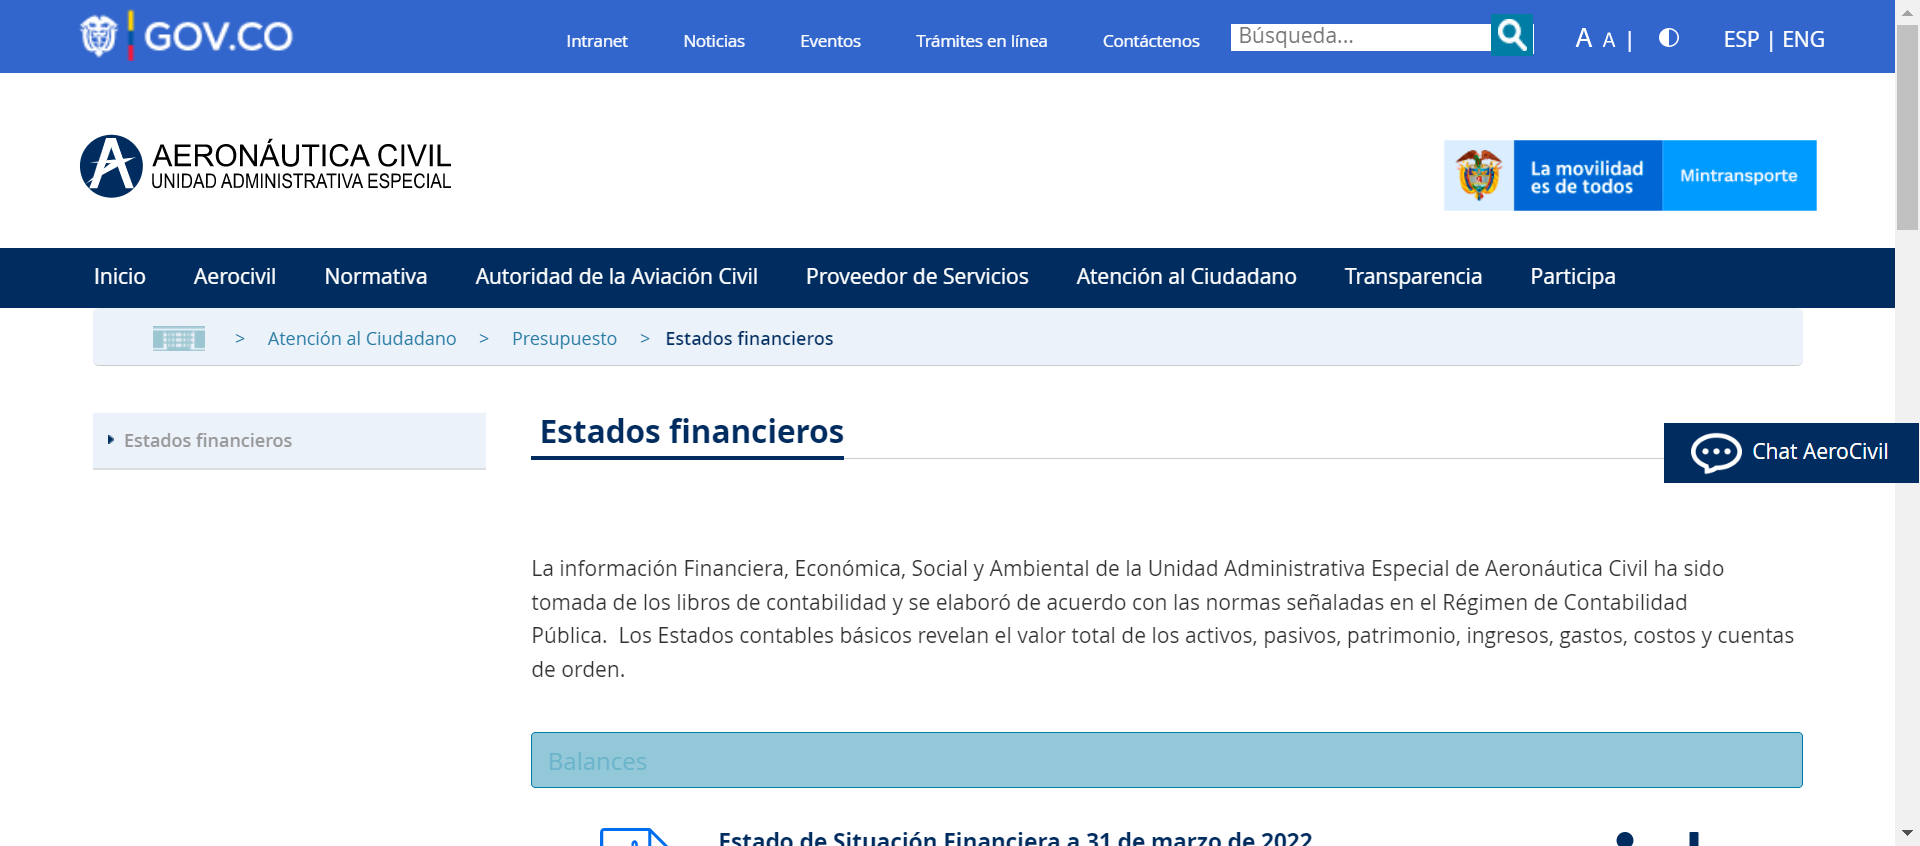 GOV.CO
Intranet Noticias Eventos Trámites en línea Contáctenos Búsqueda... A A | ESP | ENG
AERONÁUTICA CIVIL
UNIDAD ADMINISTRATIVA ESPECIAL
La movilidad
es de todos
Mintransporte
Inicio Aerocivil Normativa Autoridad de la Aviación Civil Proveedor de Servicios Atención al Ciudadano Transparencia Participa
> Atención al Ciudadano > Presupuesto > Estados financieros
Estados financieros
Estados financieros
Chat AeroCivil
La información Financiera, Económica, Social y Ambiental de la Unidad Administrativa Especial de Aeronáutica Civil ha sido
tomada de los libros de contabilidad y se elaboró de acuerdo con las normas señaladas en el Régimen de Contabilidad
Pública.  Los Estados contables básicos revelan el valor total de los activos, pasivos, patrimonio, ingresos, gastos, costos y cuentas
de orden.
Balances
Estado de Situación Financiera a 31 de marzo de 2022